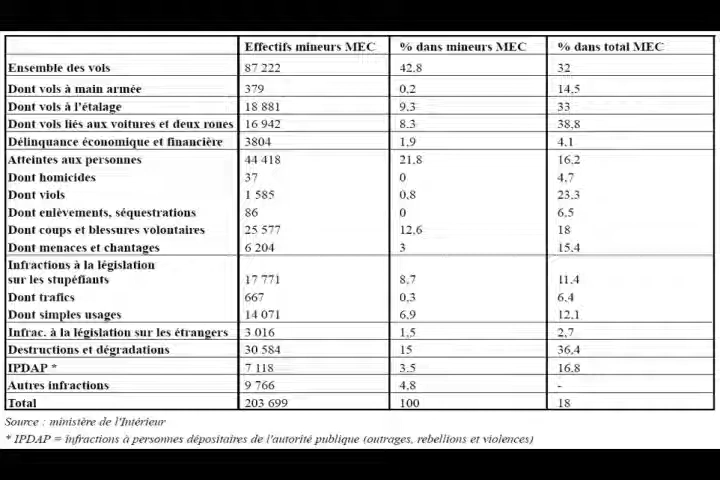 Effectifs mineurs MEC % dans mineurs MEC % dans total MEC
Ensemble des vols 87 222 42,8 32
Dont vols à main armée 379 0,2 14,5
Dont vols à l'étalage 18 881 9,3 33
Dont vols liés aux voitures et deux roues 16 942 8,3 38,8
Délinquance économique et financière 3804 1,9 4,1
Atteintes aux personnes 44 418 21,8 16,2
Dont homicides 37 0 4,7
Dont viols 1 585 0,8 23,3
Dont enlèvements, séquestrations 86 0 6,5
Dont coups et blessures volontaires 25 577 12,6 18
Dont menaces et chantages 6 204 3 15,4
Infractions à la législation
sur les stupéfiants 17 771 8,7 11,4
Dont trafics 667 0,3 6,4
Dont simples usages 14 071 6,9 12,1
Infrac. à la législation sur les étrangers 3 016 1,5 2,7
Destructions et dégradations 30 584 15 36,4
IPDAP * 7 118 3,5 16,8
Autres infractions 9 766 4,8 -
Total 203 699 100 18
Source : ministère de l'Intérieur
* IPDAP = infractions à personnes dépositaires de l'autorité publique (outrages, rebellions et violences)